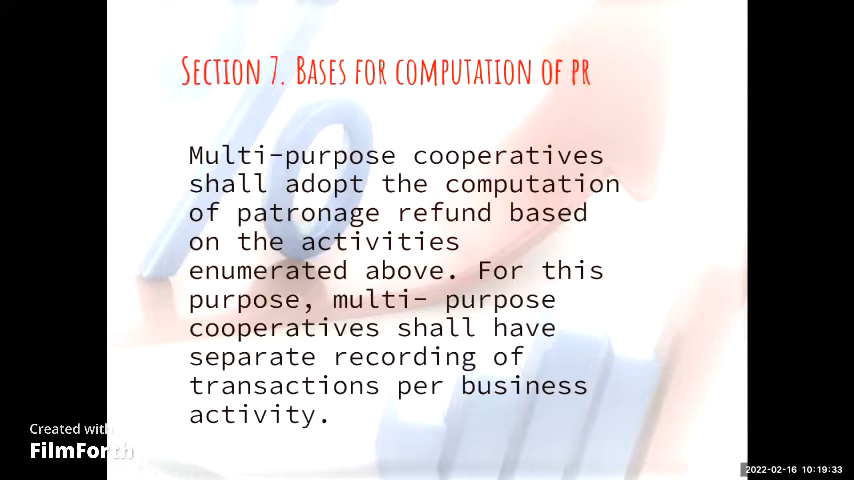 Section 7. Bases for computation of PR
Multi-purpose cooperatives
shall adopt the computation
of patronage refund based
on the activities
enumerated above. For this
purpose, multi- purpose
cooperatives shall have
separate recording of
transactions per business
activity.
Created with
FilmForth
2022-02-16 10:19:33